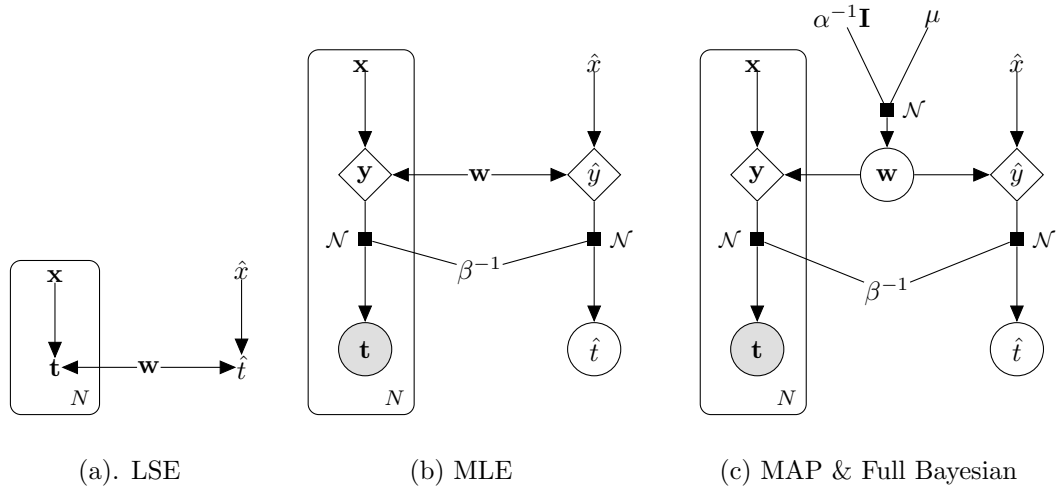 x
t
w
x̂
t̂
N
(a). LSE
x
y
w
x̂
ŷ
𝒩
𝒩
β⁻¹
t
t̂
N
(b) MLE
α⁻¹I
μ
x
𝒩
x̂
y
w
ŷ
𝒩
𝒩
β⁻¹
t
t̂
N
(c) MAP & Full Bayesian